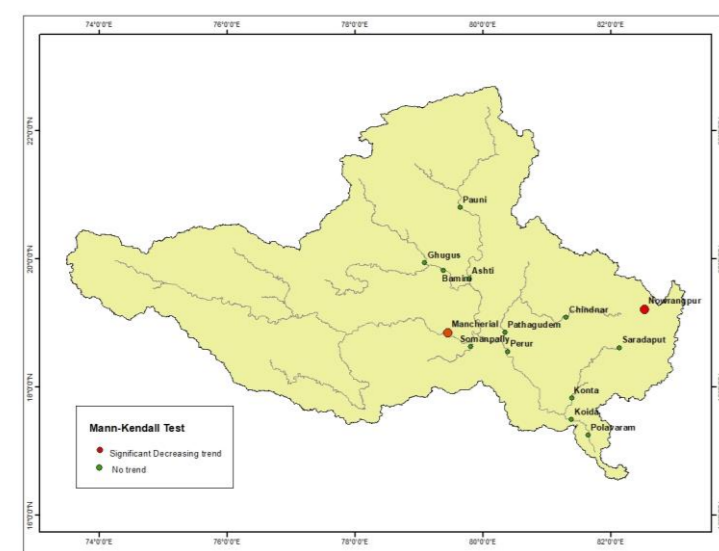 74°0'0"E 76°0'0"E 78°0'0"E 80°0'0"E 82°0'0"E
22°0'0"N
Pauni
20°0'0"N
Ghugus
Ashti
Bamini
Nowrangpur
Chindnar
Mancherial Pathagudem
Somanpally Perur
Saradaput
18°0'0"N
Konta
Koida
Polavaram
Mann-Kendall Test
Significant Decreasing trend
No trend
16°0'0"N
74°0'0"E 76°0'0"E 78°0'0"E 80°0'0"E 82°0'0"E